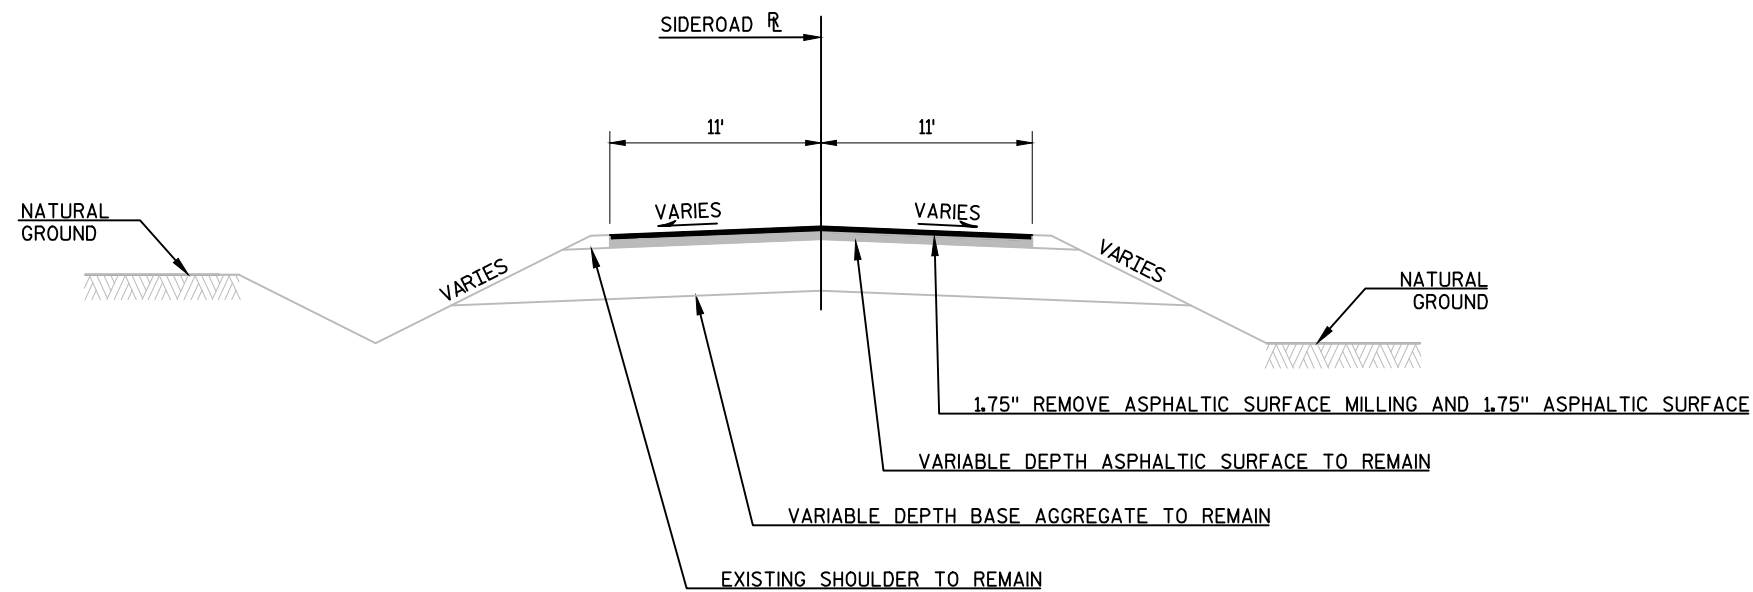 SIDEROAD RL
11'
11'
VARIES
VARIES
NATURAL
GROUND
VARIES
VARIES
NATURAL
GROUND
1.75" REMOVE ASPHALTIC SURFACE MILLING AND 1.75" ASPHALTIC SURFACE
VARIABLE DEPTH ASPHALTIC SURFACE TO REMAIN
VARIABLE DEPTH BASE AGGREGATE TO REMAIN
EXISTING SHOULDER TO REMAIN